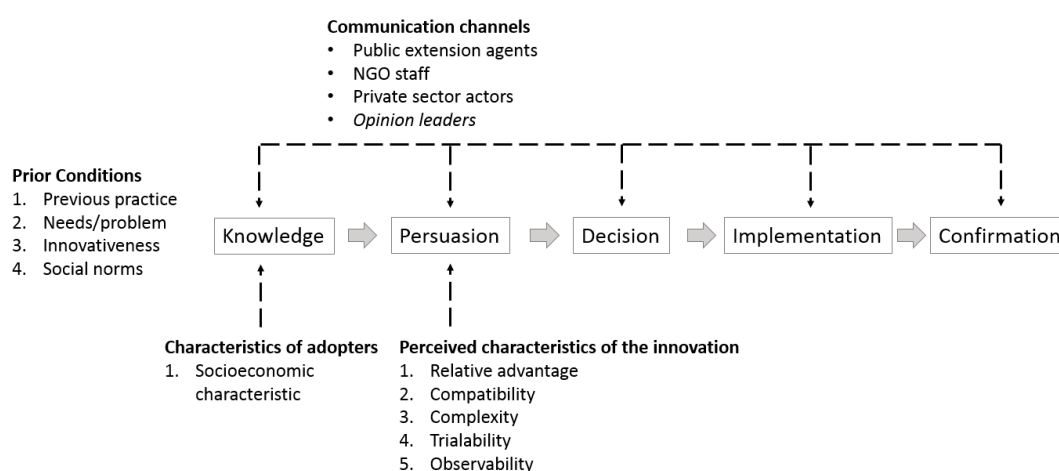 Communication channels
• Public extension agents
• NGO staff
• Private sector actors
• Opinion leaders
Prior Conditions
1. Previous practice
2. Needs/problem
3. Innovativeness
4. Social norms
Knowledge
Persuasion
Decision
Implementation
Confirmation
Characteristics of adopters
1. Socioeconomic
characteristic
Perceived characteristics of the innovation
1. Relative advantage
2. Compatibility
3. Complexity
4. Trialability
5. Observability